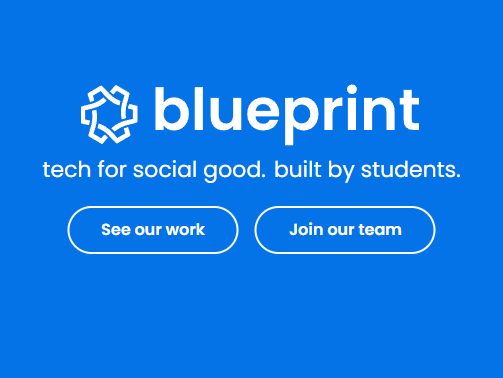 blueprint
tech for social good. built by students.
See our work
Join our team